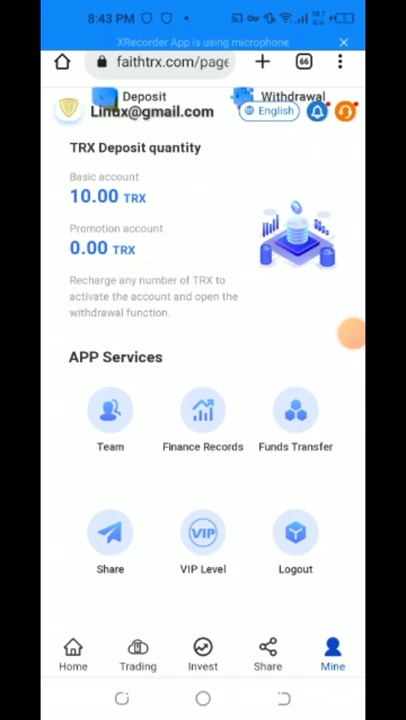 8:43 PM
18.7
K/s
XRecorder App is using microphone
faithtrx.com/page
66
Deposit
Withdrawal
Linux@gmail.com
English
TRX Deposit quantity
Basic account
10.00 TRX
Promotion account
0.00 TRX
Recharge any number of TRX to
activate the account and open the
withdrawal function.
APP Services
Team
Finance Records
Funds Transfer
VIP
Share
VIP Level
Logout
Home
Trading
Invest
Share
Mine